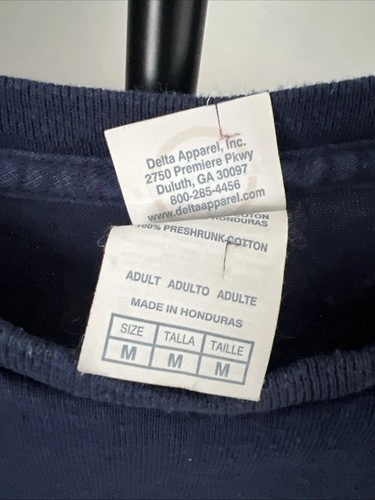 Delta Apparel, Inc.
2750 Premiere Pkwy
Duluth, GA 30097
800-285-4456
www.deltaapparel.com
COTTON
HONDURAS
100% PRESHRUNK COTTON
ADULT ADULTO ADULTE
MADE IN HONDURAS
SIZE TALLA TAILLE
M M M